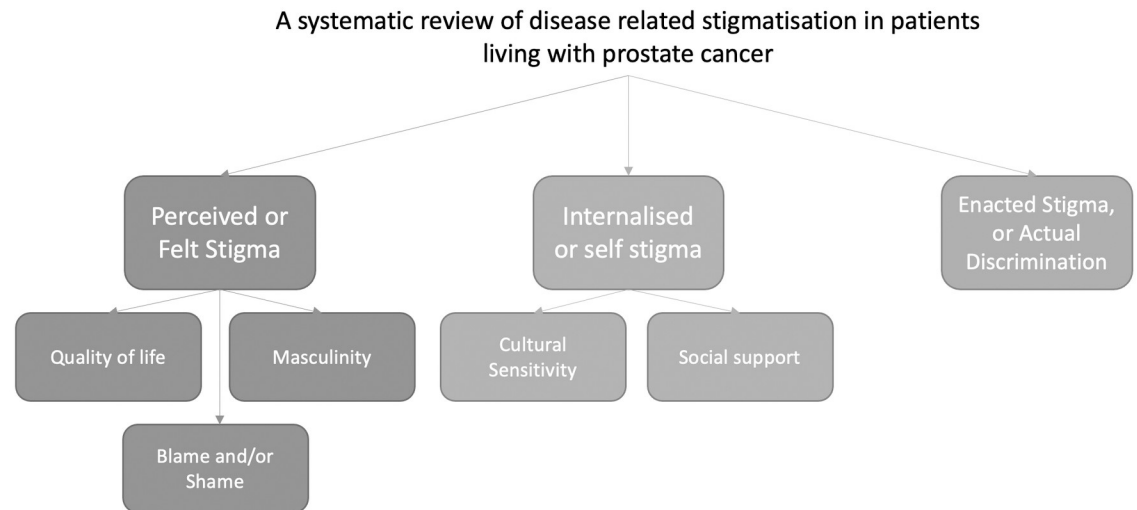 A systematic review of disease related stigmatisation in patients
living with prostate cancer
Perceived or
Felt Stigma
Internalised
or self stigma
Enacted Stigma,
or Actual
Discrimination
Quality of life
Masculinity
Cultural
Sensitivity
Social support
Blame and/or
Shame